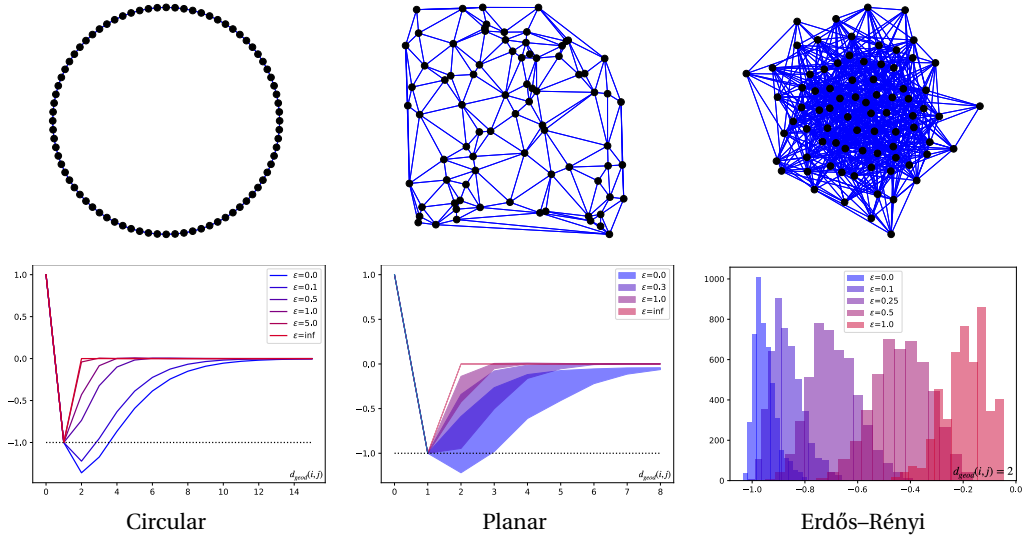 1.0
0.5
0.0
−0.5
−1.0
0 2 4 6 8 10 12 14
ε=0.0
ε=0.1
ε=0.5
ε=1.0
ε=5.0
ε=inf
d_geod(i, j)
Circular
1.0
0.5
0.0
−0.5
−1.0
0 1 2 3 4 5 6 7 8
ε=0.0
ε=0.3
ε=1.0
ε=inf
d_geod(i, j)
Planar
1000
800
600
400
200
0
−1.0 −0.8 −0.6 −0.4 −0.2 0.0
ε=0.0
ε=0.1
ε=0.25
ε=0.5
ε=1.0
d_geod(i, j) = 2
Erdős–Rényi